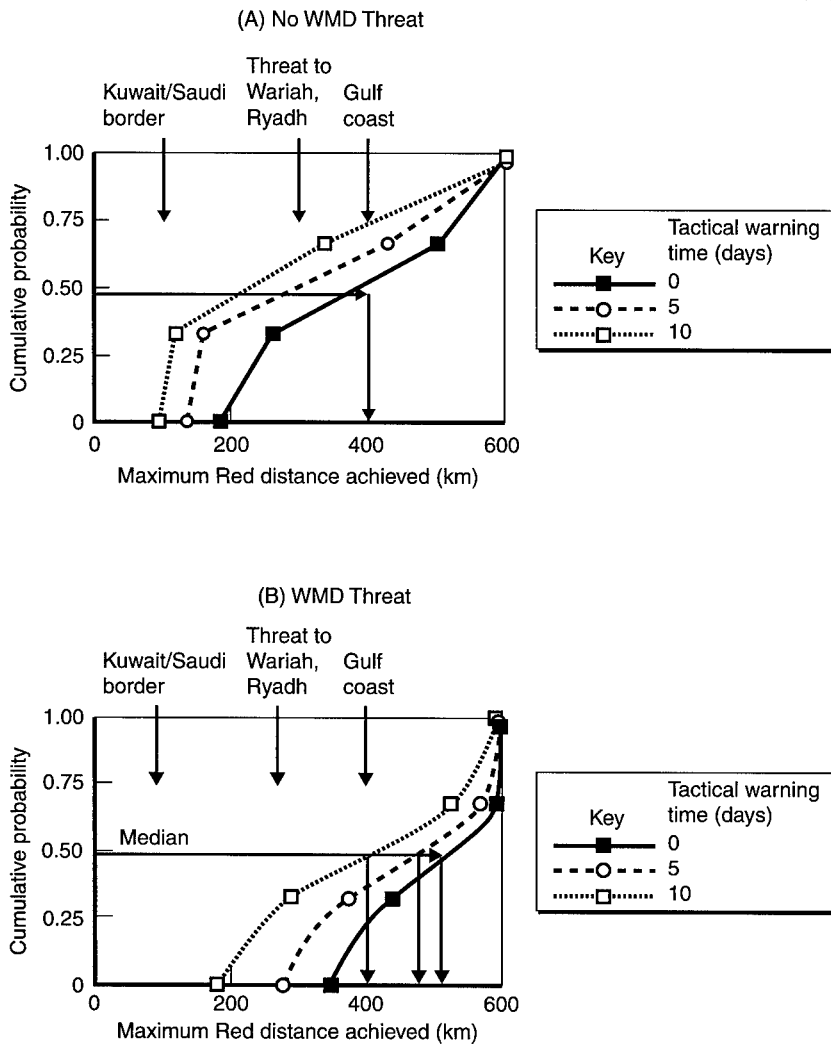 (A) No WMD Threat
Kuwait/Saudi
border
Threat to
Wariah,
Ryadh
Gulf
coast
Cumulative probability
1.00
0.75
0.50
0.25
0
0
200
400
600
Maximum Red distance achieved (km)
Key
Tactical warning
time (days)
0
5
10
(B) WMD Threat
Kuwait/Saudi
border
Threat to
Wariah,
Ryadh
Gulf
coast
Cumulative probability
1.00
0.75
0.50
0.25
0
Median
0
200
400
600
Maximum Red distance achieved (km)
Key
Tactical warning
time (days)
0
5
10